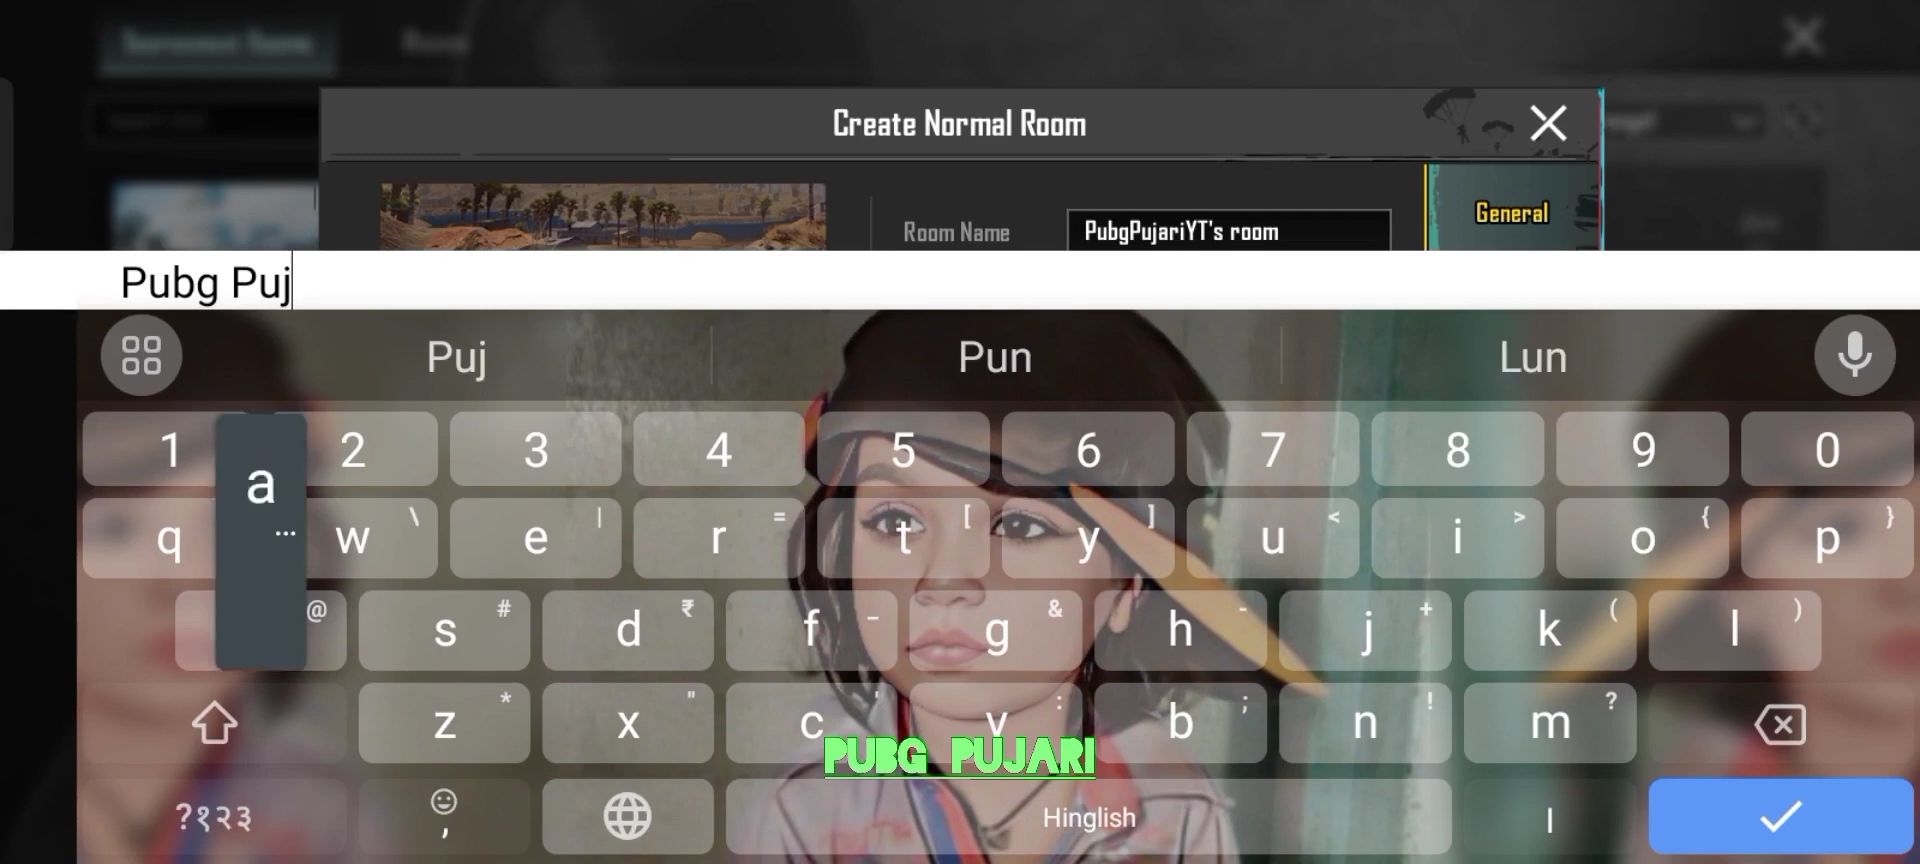 Create Normal Room
General
Room Name
PubgPujariYT's room
Pubg Puj
Puj Pun Lun
1 2 3 4 5 6 7 8 9 0
a
q w \ e | r = t [ y ] u < i > o { p }
@ s # d ₹ f _ g & h - j + k ( l )
z * x " c ' v : b ; n ! m ?
PUBG PUJARI
?१२३ , Hinglish |